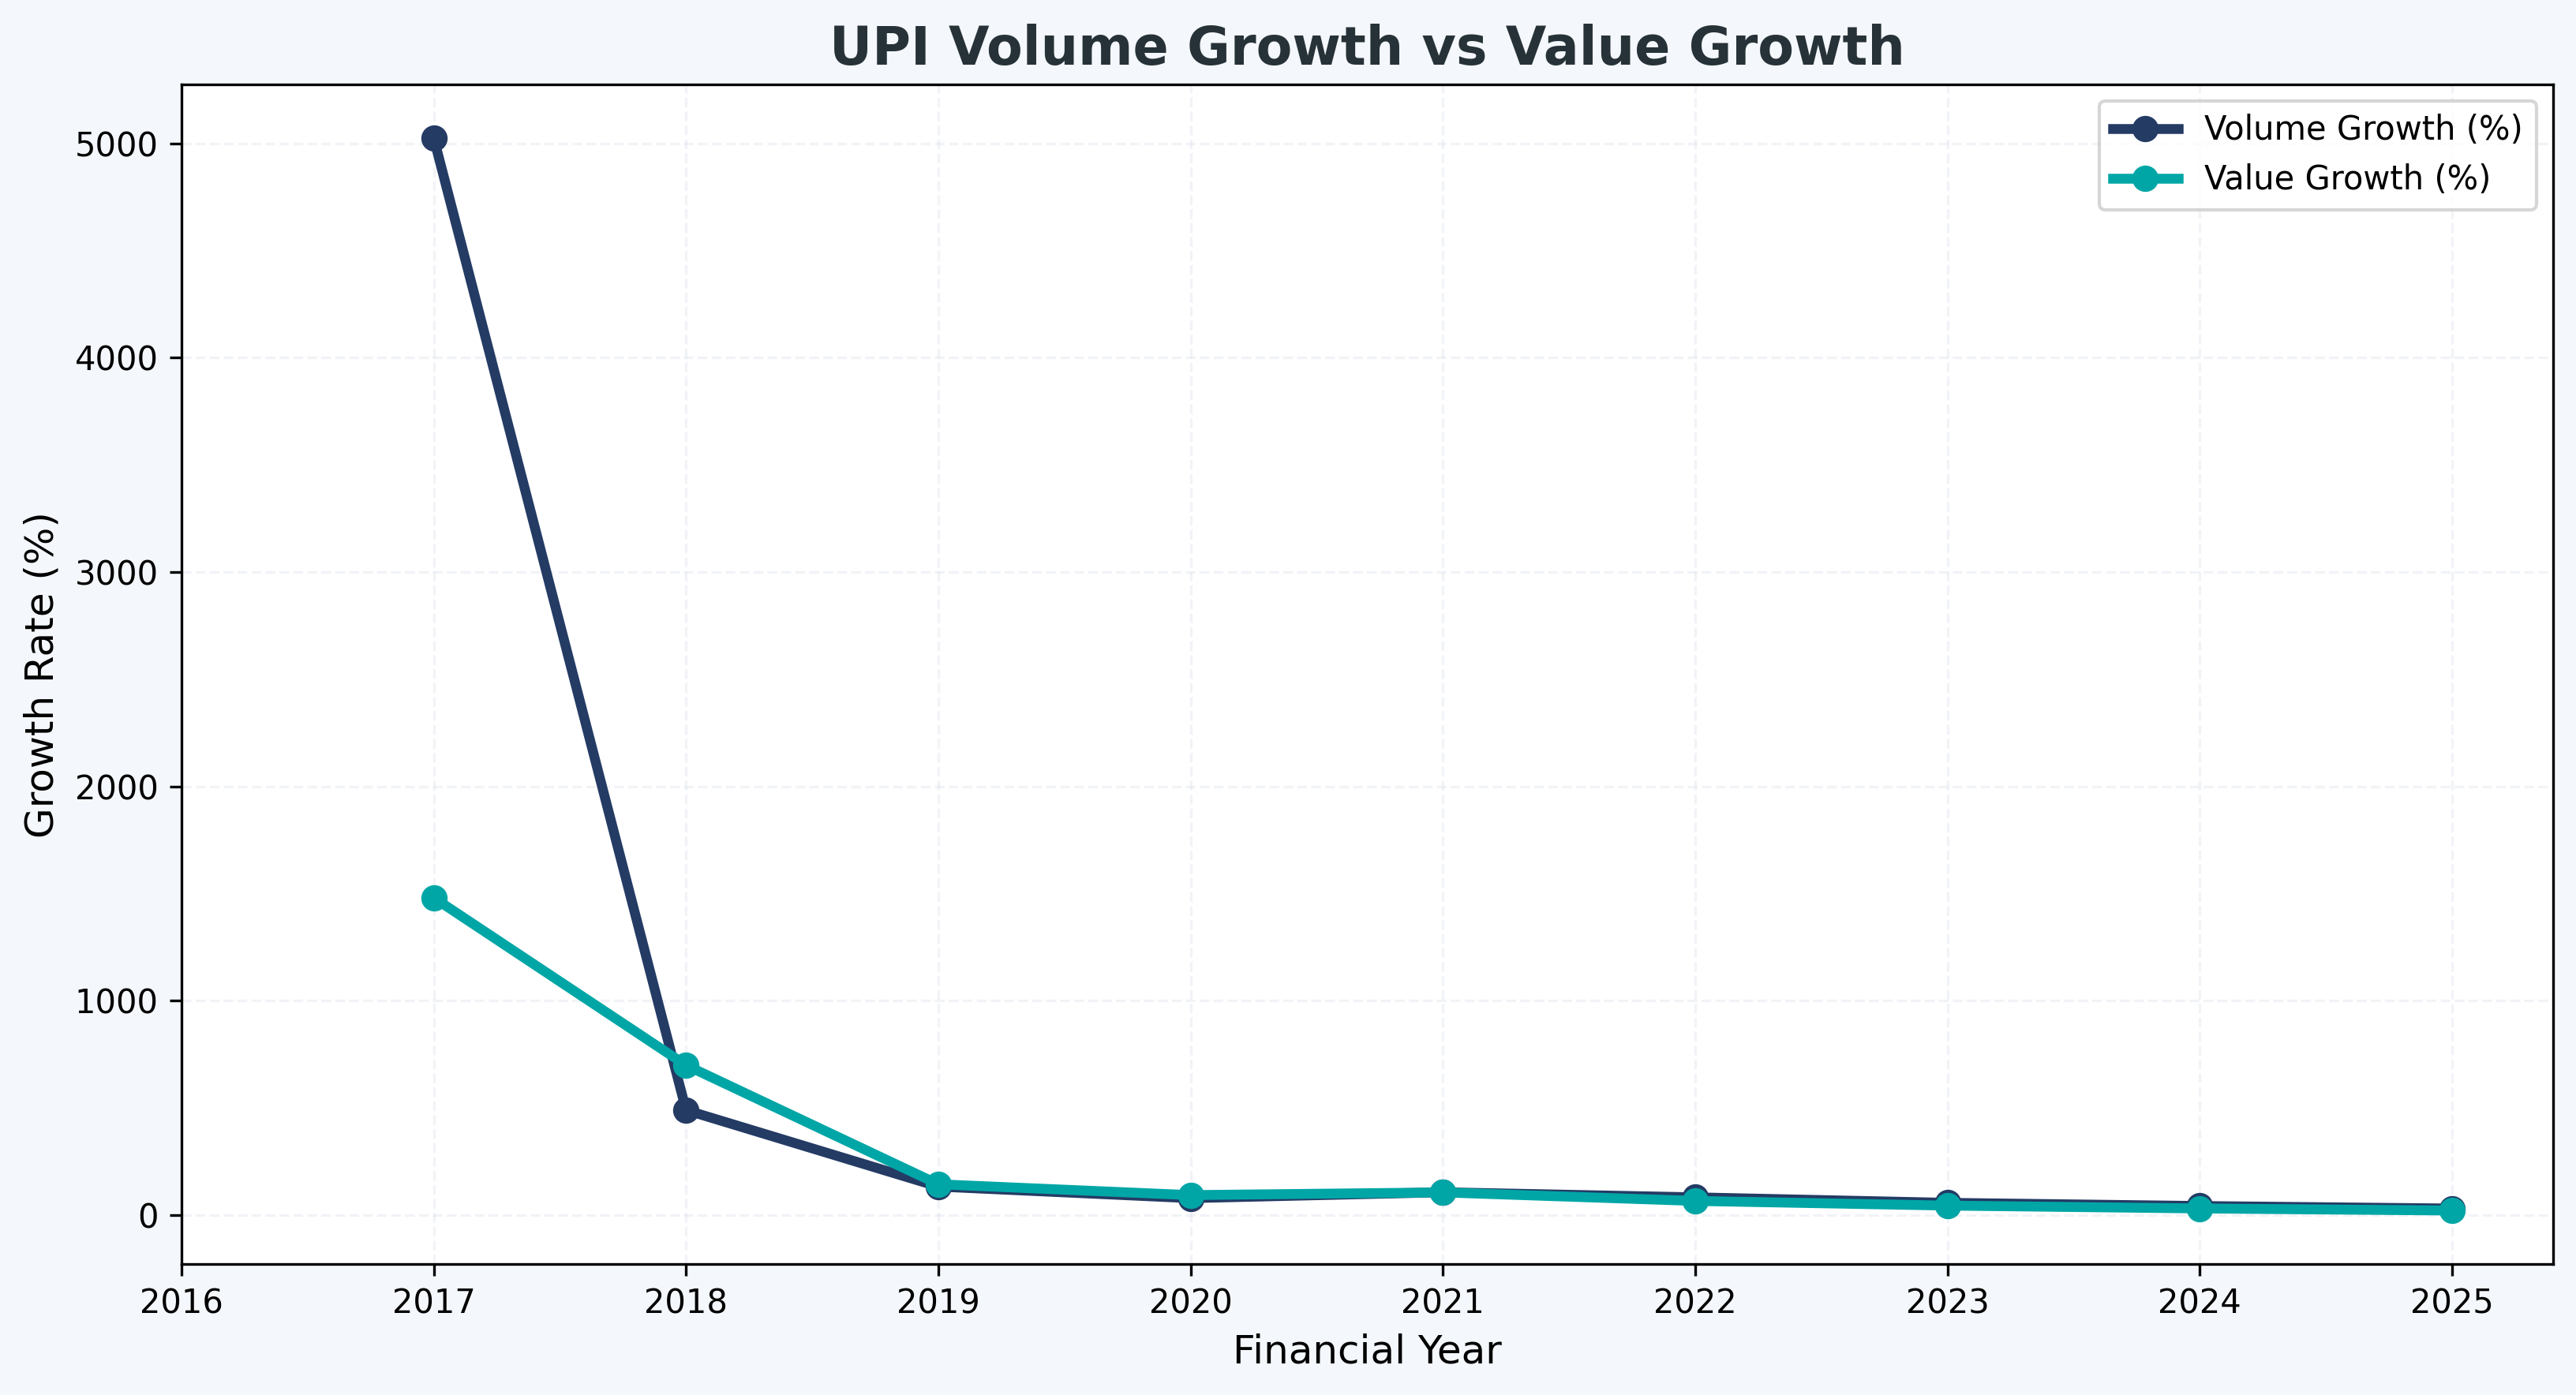 UPI Volume Growth vs Value Growth
Volume Growth (%)
Value Growth (%)
Growth Rate (%)
5000
4000
3000
2000
1000
0
2016 2017 2018 2019 2020 2021 2022 2023 2024 2025
Financial Year